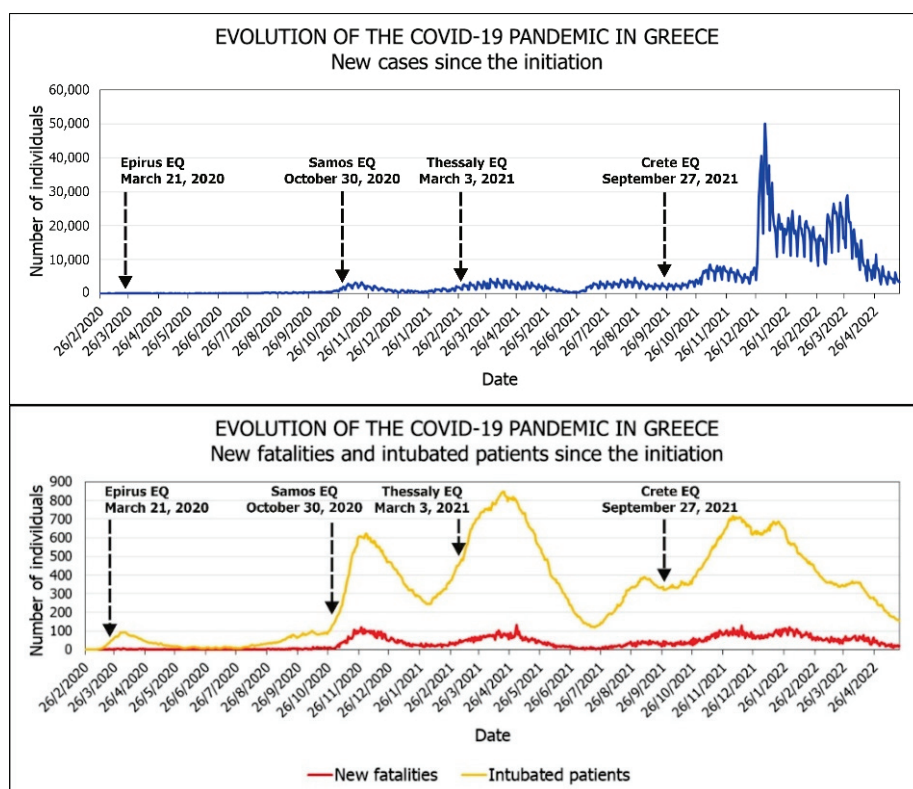 EVOLUTION OF THE COVID-19 PANDEMIC IN GREECE
New cases since the initiation
Number of indivilduals
60,000
50,000
40,000
30,000
20,000
10,000
0
Epirus EQ
March 21, 2020
Samos EQ
October 30, 2020
Thessaly EQ
March 3, 2021
Crete EQ
September 27, 2021
26/2/2020
26/3/2020
26/4/2020
26/5/2020
26/6/2020
26/7/2020
26/8/2020
26/9/2020
26/10/2020
26/11/2020
26/12/2020
26/1/2021
26/2/2021
26/3/2021
26/4/2021
26/5/2021
26/6/2021
26/7/2021
26/8/2021
26/9/2021
26/10/2021
26/11/2021
26/12/2021
26/1/2022
26/2/2022
26/3/2022
26/4/2022
Date
EVOLUTION OF THE COVID-19 PANDEMIC IN GREECE
New fatalities and intubated patients since the initiation
Number of individuals
900
800
700
600
500
400
300
200
100
0
Epirus EQ
March 21, 2020
Samos EQ
October 30, 2020
Thessaly EQ
March 3, 2021
Crete EQ
September 27, 2021
26/2/2020
26/3/2020
26/4/2020
26/5/2020
26/6/2020
26/7/2020
26/8/2020
26/9/2020
26/10/2020
26/11/2020
26/12/2020
26/1/2021
26/2/2021
26/3/2021
26/4/2021
26/5/2021
26/6/2021
26/7/2021
26/8/2021
26/9/2021
26/10/2021
26/11/2021
26/12/2021
26/1/2022
26/2/2022
26/3/2022
26/4/2022
Date
New fatalities
Intubated patients